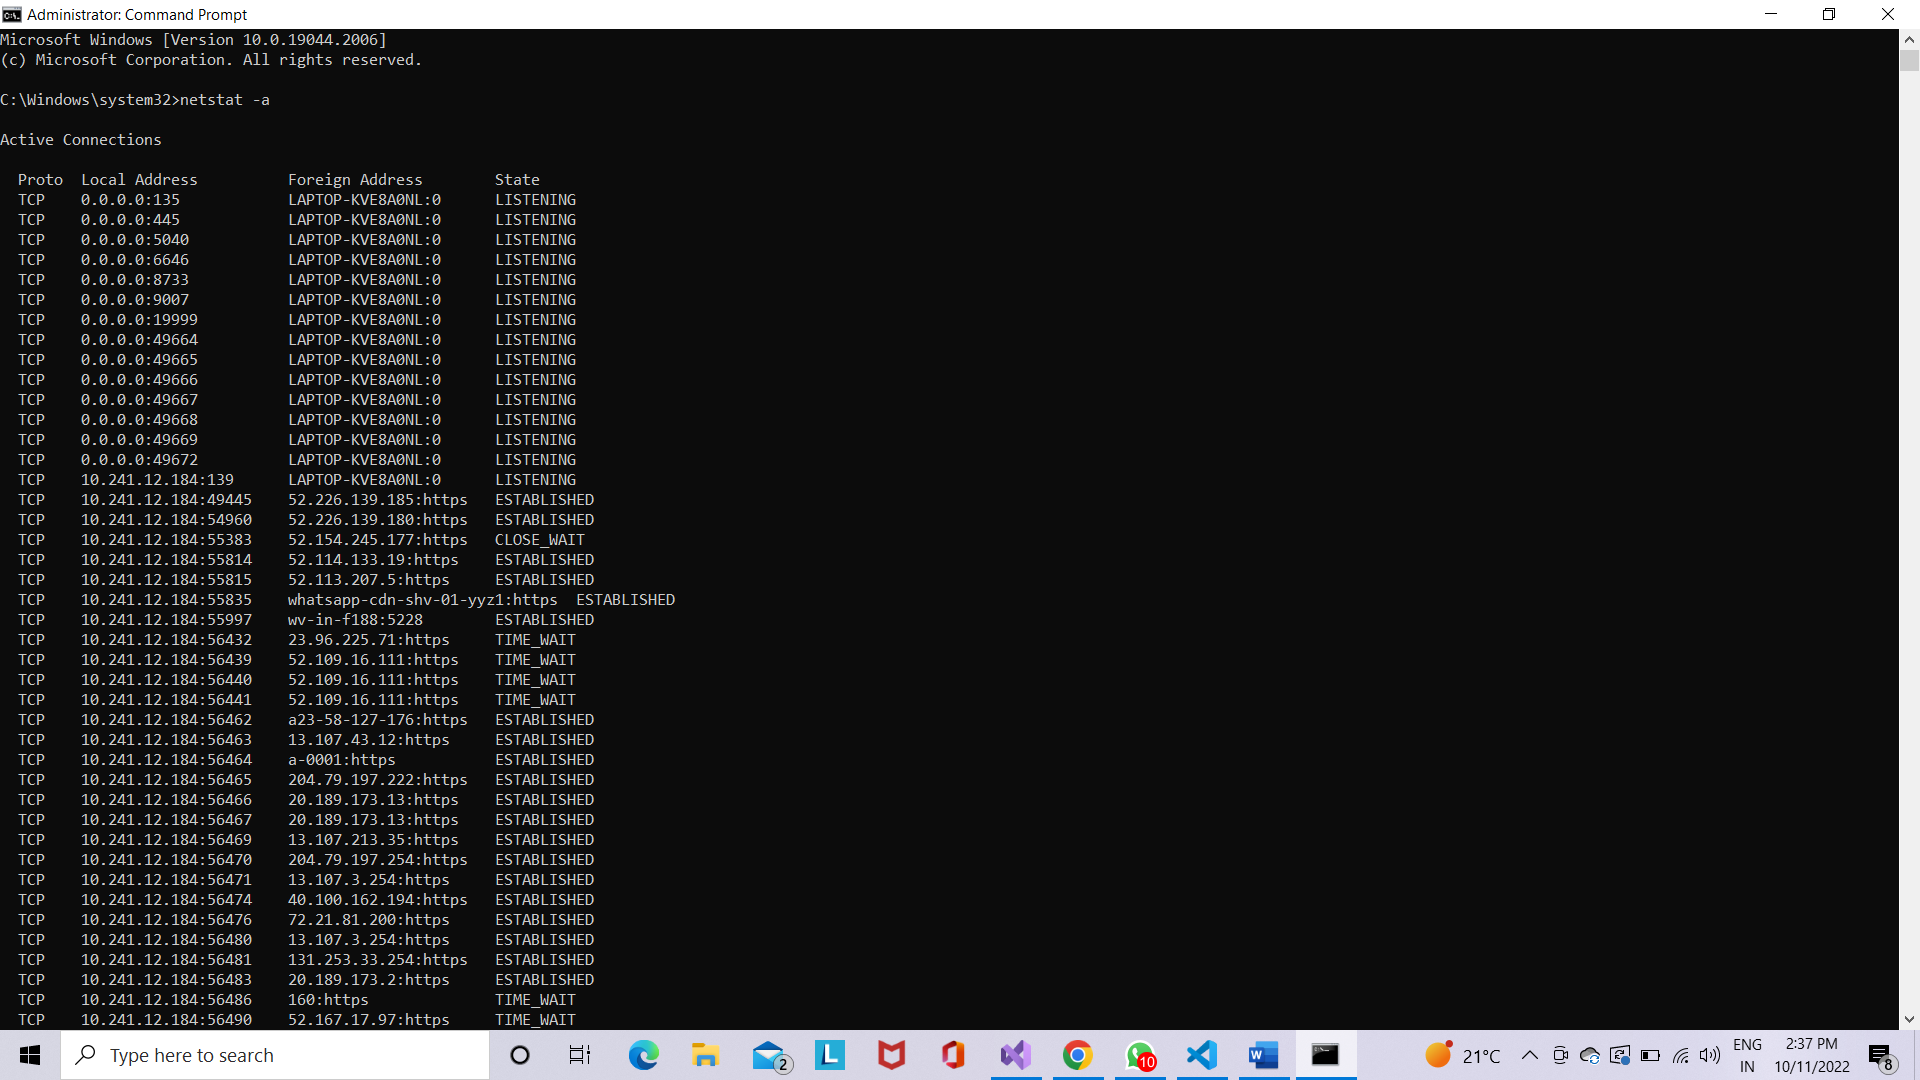 Administrator: Command Prompt
Microsoft Windows [Version 10.0.19044.2006]
(c) Microsoft Corporation. All rights reserved.
C:\Windows\system32>netstat -a
Active Connections
Proto  Local Address          Foreign Address        State
TCP    0.0.0.0:135            LAPTOP-KVE8A0NL:0      LISTENING
TCP    0.0.0.0:445            LAPTOP-KVE8A0NL:0      LISTENING
TCP    0.0.0.0:5040           LAPTOP-KVE8A0NL:0      LISTENING
TCP    0.0.0.0:6646           LAPTOP-KVE8A0NL:0      LISTENING
TCP    0.0.0.0:8733           LAPTOP-KVE8A0NL:0      LISTENING
TCP    0.0.0.0:9007           LAPTOP-KVE8A0NL:0      LISTENING
TCP    0.0.0.0:19999          LAPTOP-KVE8A0NL:0      LISTENING
TCP    0.0.0.0:49664          LAPTOP-KVE8A0NL:0      LISTENING
TCP    0.0.0.0:49665          LAPTOP-KVE8A0NL:0      LISTENING
TCP    0.0.0.0:49666          LAPTOP-KVE8A0NL:0      LISTENING
TCP    0.0.0.0:49667          LAPTOP-KVE8A0NL:0      LISTENING
TCP    0.0.0.0:49668          LAPTOP-KVE8A0NL:0      LISTENING
TCP    0.0.0.0:49669          LAPTOP-KVE8A0NL:0      LISTENING
TCP    0.0.0.0:49672          LAPTOP-KVE8A0NL:0      LISTENING
TCP    10.241.12.184:139      LAPTOP-KVE8A0NL:0      LISTENING
TCP    10.241.12.184:49445    52.226.139.185:https   ESTABLISHED
TCP    10.241.12.184:54960    52.226.139.180:https   ESTABLISHED
TCP    10.241.12.184:55383    52.154.245.177:https   CLOSE_WAIT
TCP    10.241.12.184:55814    52.114.133.19:https    ESTABLISHED
TCP    10.241.12.184:55815    52.113.207.5:https     ESTABLISHED
TCP    10.241.12.184:55835    whatsapp-cdn-shv-01-yyz1:https  ESTABLISHED
TCP    10.241.12.184:55997    wv-in-f188:5228        ESTABLISHED
TCP    10.241.12.184:56432    23.96.225.71:https     TIME_WAIT
TCP    10.241.12.184:56439    52.109.16.111:https    TIME_WAIT
TCP    10.241.12.184:56440    52.109.16.111:https    TIME_WAIT
TCP    10.241.12.184:56441    52.109.16.111:https    TIME_WAIT
TCP    10.241.12.184:56462    a23-58-127-176:https   ESTABLISHED
TCP    10.241.12.184:56463    13.107.43.12:https     ESTABLISHED
TCP    10.241.12.184:56464    a-0001:https           ESTABLISHED
TCP    10.241.12.184:56465    204.79.197.222:https   ESTABLISHED
TCP    10.241.12.184:56466    20.189.173.13:https    ESTABLISHED
TCP    10.241.12.184:56467    20.189.173.13:https    ESTABLISHED
TCP    10.241.12.184:56469    13.107.213.35:https    ESTABLISHED
TCP    10.241.12.184:56470    204.79.197.254:https   ESTABLISHED
TCP    10.241.12.184:56471    13.107.3.254:https     ESTABLISHED
TCP    10.241.12.184:56474    40.100.162.194:https   ESTABLISHED
TCP    10.241.12.184:56476    72.21.81.200:https     ESTABLISHED
TCP    10.241.12.184:56480    13.107.3.254:https     ESTABLISHED
TCP    10.241.12.184:56481    131.253.33.254:https   ESTABLISHED
TCP    10.241.12.184:56483    20.189.173.2:https     ESTABLISHED
TCP    10.241.12.184:56486    160:https              TIME_WAIT
TCP    10.241.12.184:56490    52.167.17.97:https     TIME_WAIT
Type here to search
2
L
10
W
21°C
ENG
IN
2:37 PM
10/11/2022
8